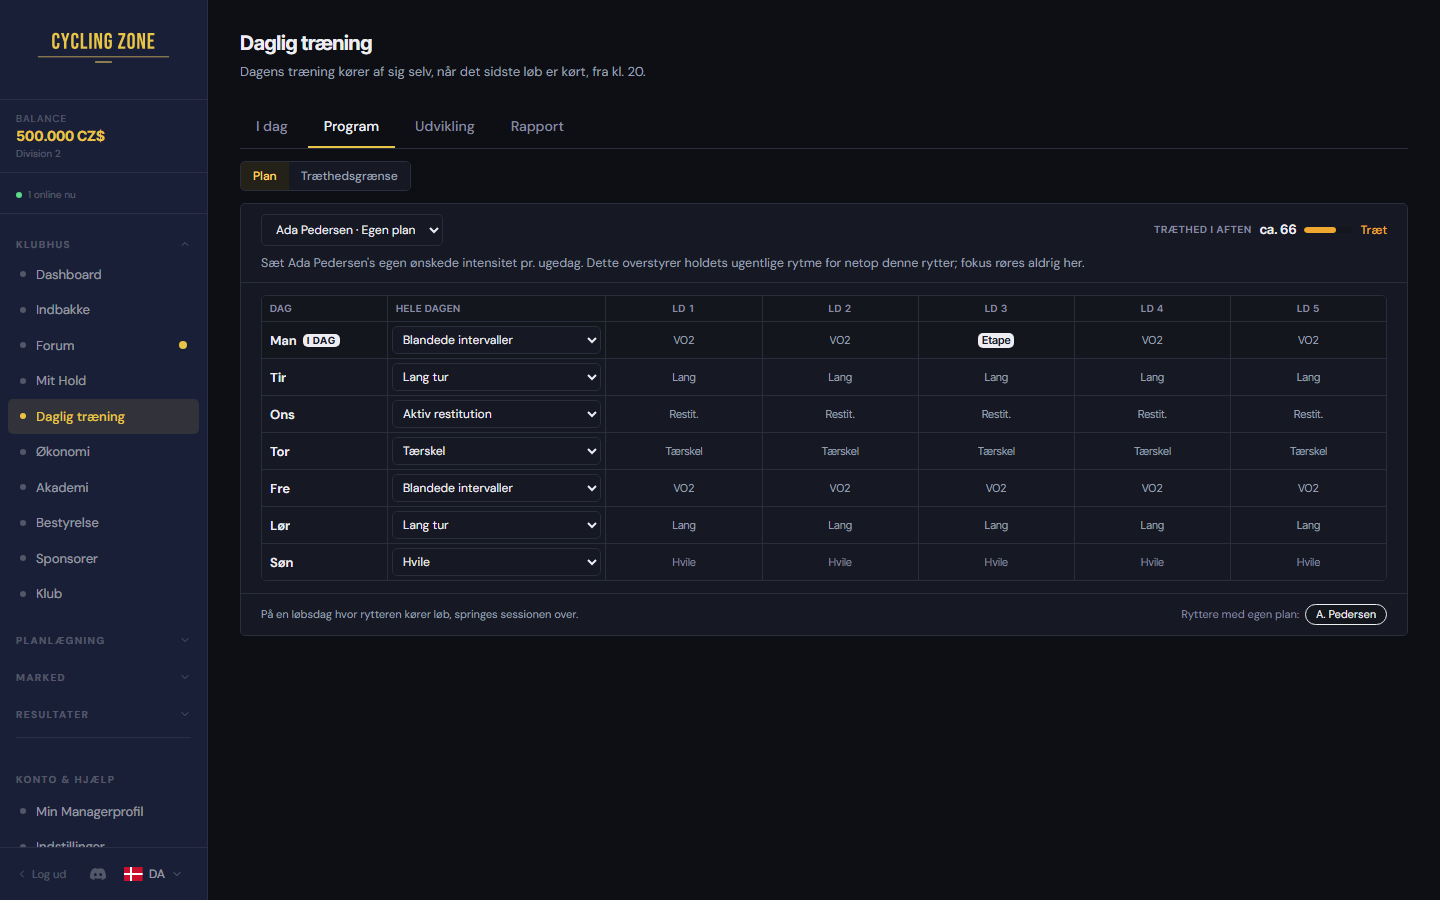 CYCLING ZONE
BALANCE
500.000 CZ$
Division 2
1 online nu
KLUBHUS
Dashboard
Indbakke
Forum
Mit Hold
Daglig træning
Økonomi
Akademi
Bestyrelse
Sponsorer
Klub
PLANLÆGNING
MARKED
RESULTATER
KONTO & HJÆLP
Min Managerprofil
Indstillinger
Log ud
DA
Daglig træning
Dagens træning kører af sig selv, når det sidste løb er kørt, fra kl. 20.
I dag Program Udvikling Rapport
Plan Træthedsgrænse
Ada Pedersen · Egen plan TRÆTHED I AFTEN ca. 66 Træt
Sæt Ada Pedersen's egen ønskede intensitet pr. ugedag. Dette overstyrer holdets ugentlige rytme for netop denne rytter; fokus røres aldrig her.
DAG HELE DAGEN LD 1 LD 2 LD 3 LD 4 LD 5
Man I DAG Blandede intervaller VO2 VO2 Etape VO2 VO2
Tir Lang tur Lang Lang Lang Lang Lang
Ons Aktiv restitution Restit. Restit. Restit. Restit. Restit.
Tor Tærskel Tærskel Tærskel Tærskel Tærskel Tærskel
Fre Blandede intervaller VO2 VO2 VO2 VO2 VO2
Lør Lang tur Lang Lang Lang Lang Lang
Søn Hvile Hvile Hvile Hvile Hvile Hvile
På en løbsdag hvor rytteren kører løb, springes sessionen over. Ryttere med egen plan: A. Pedersen